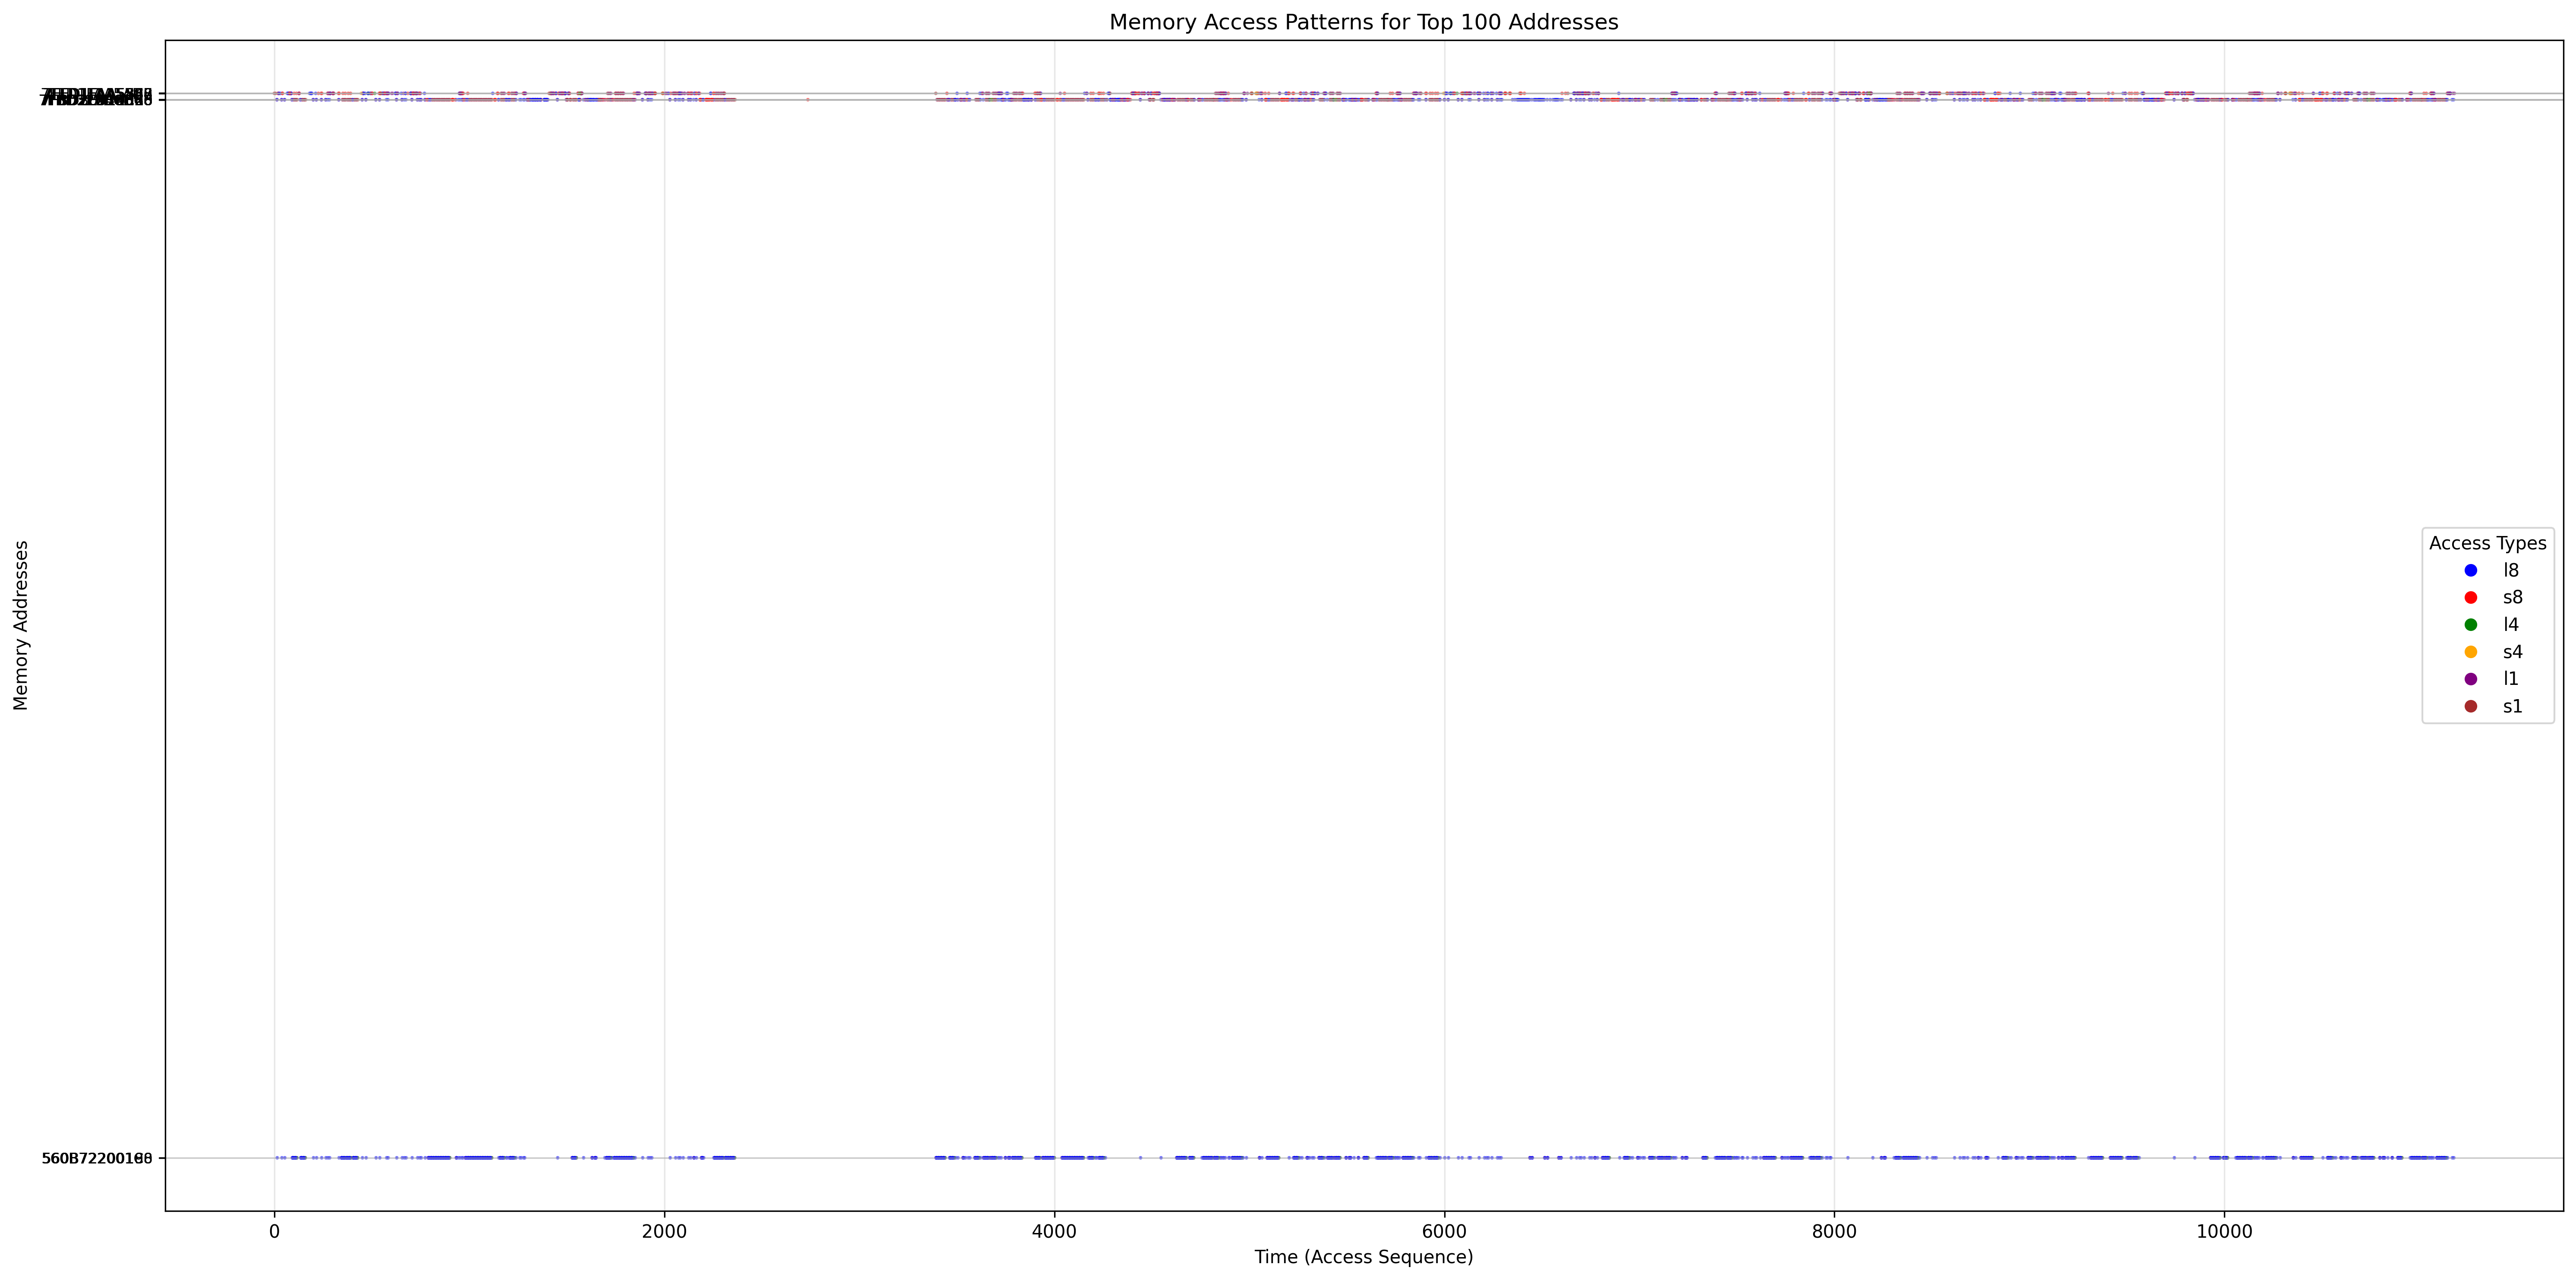 Memory Access Patterns for Top 100 Addresses
Memory Addresses
0
2000
4000
6000
8000
10000
Time (Access Sequence)
Access Types
l8
s8
l4
s4
l1
s1